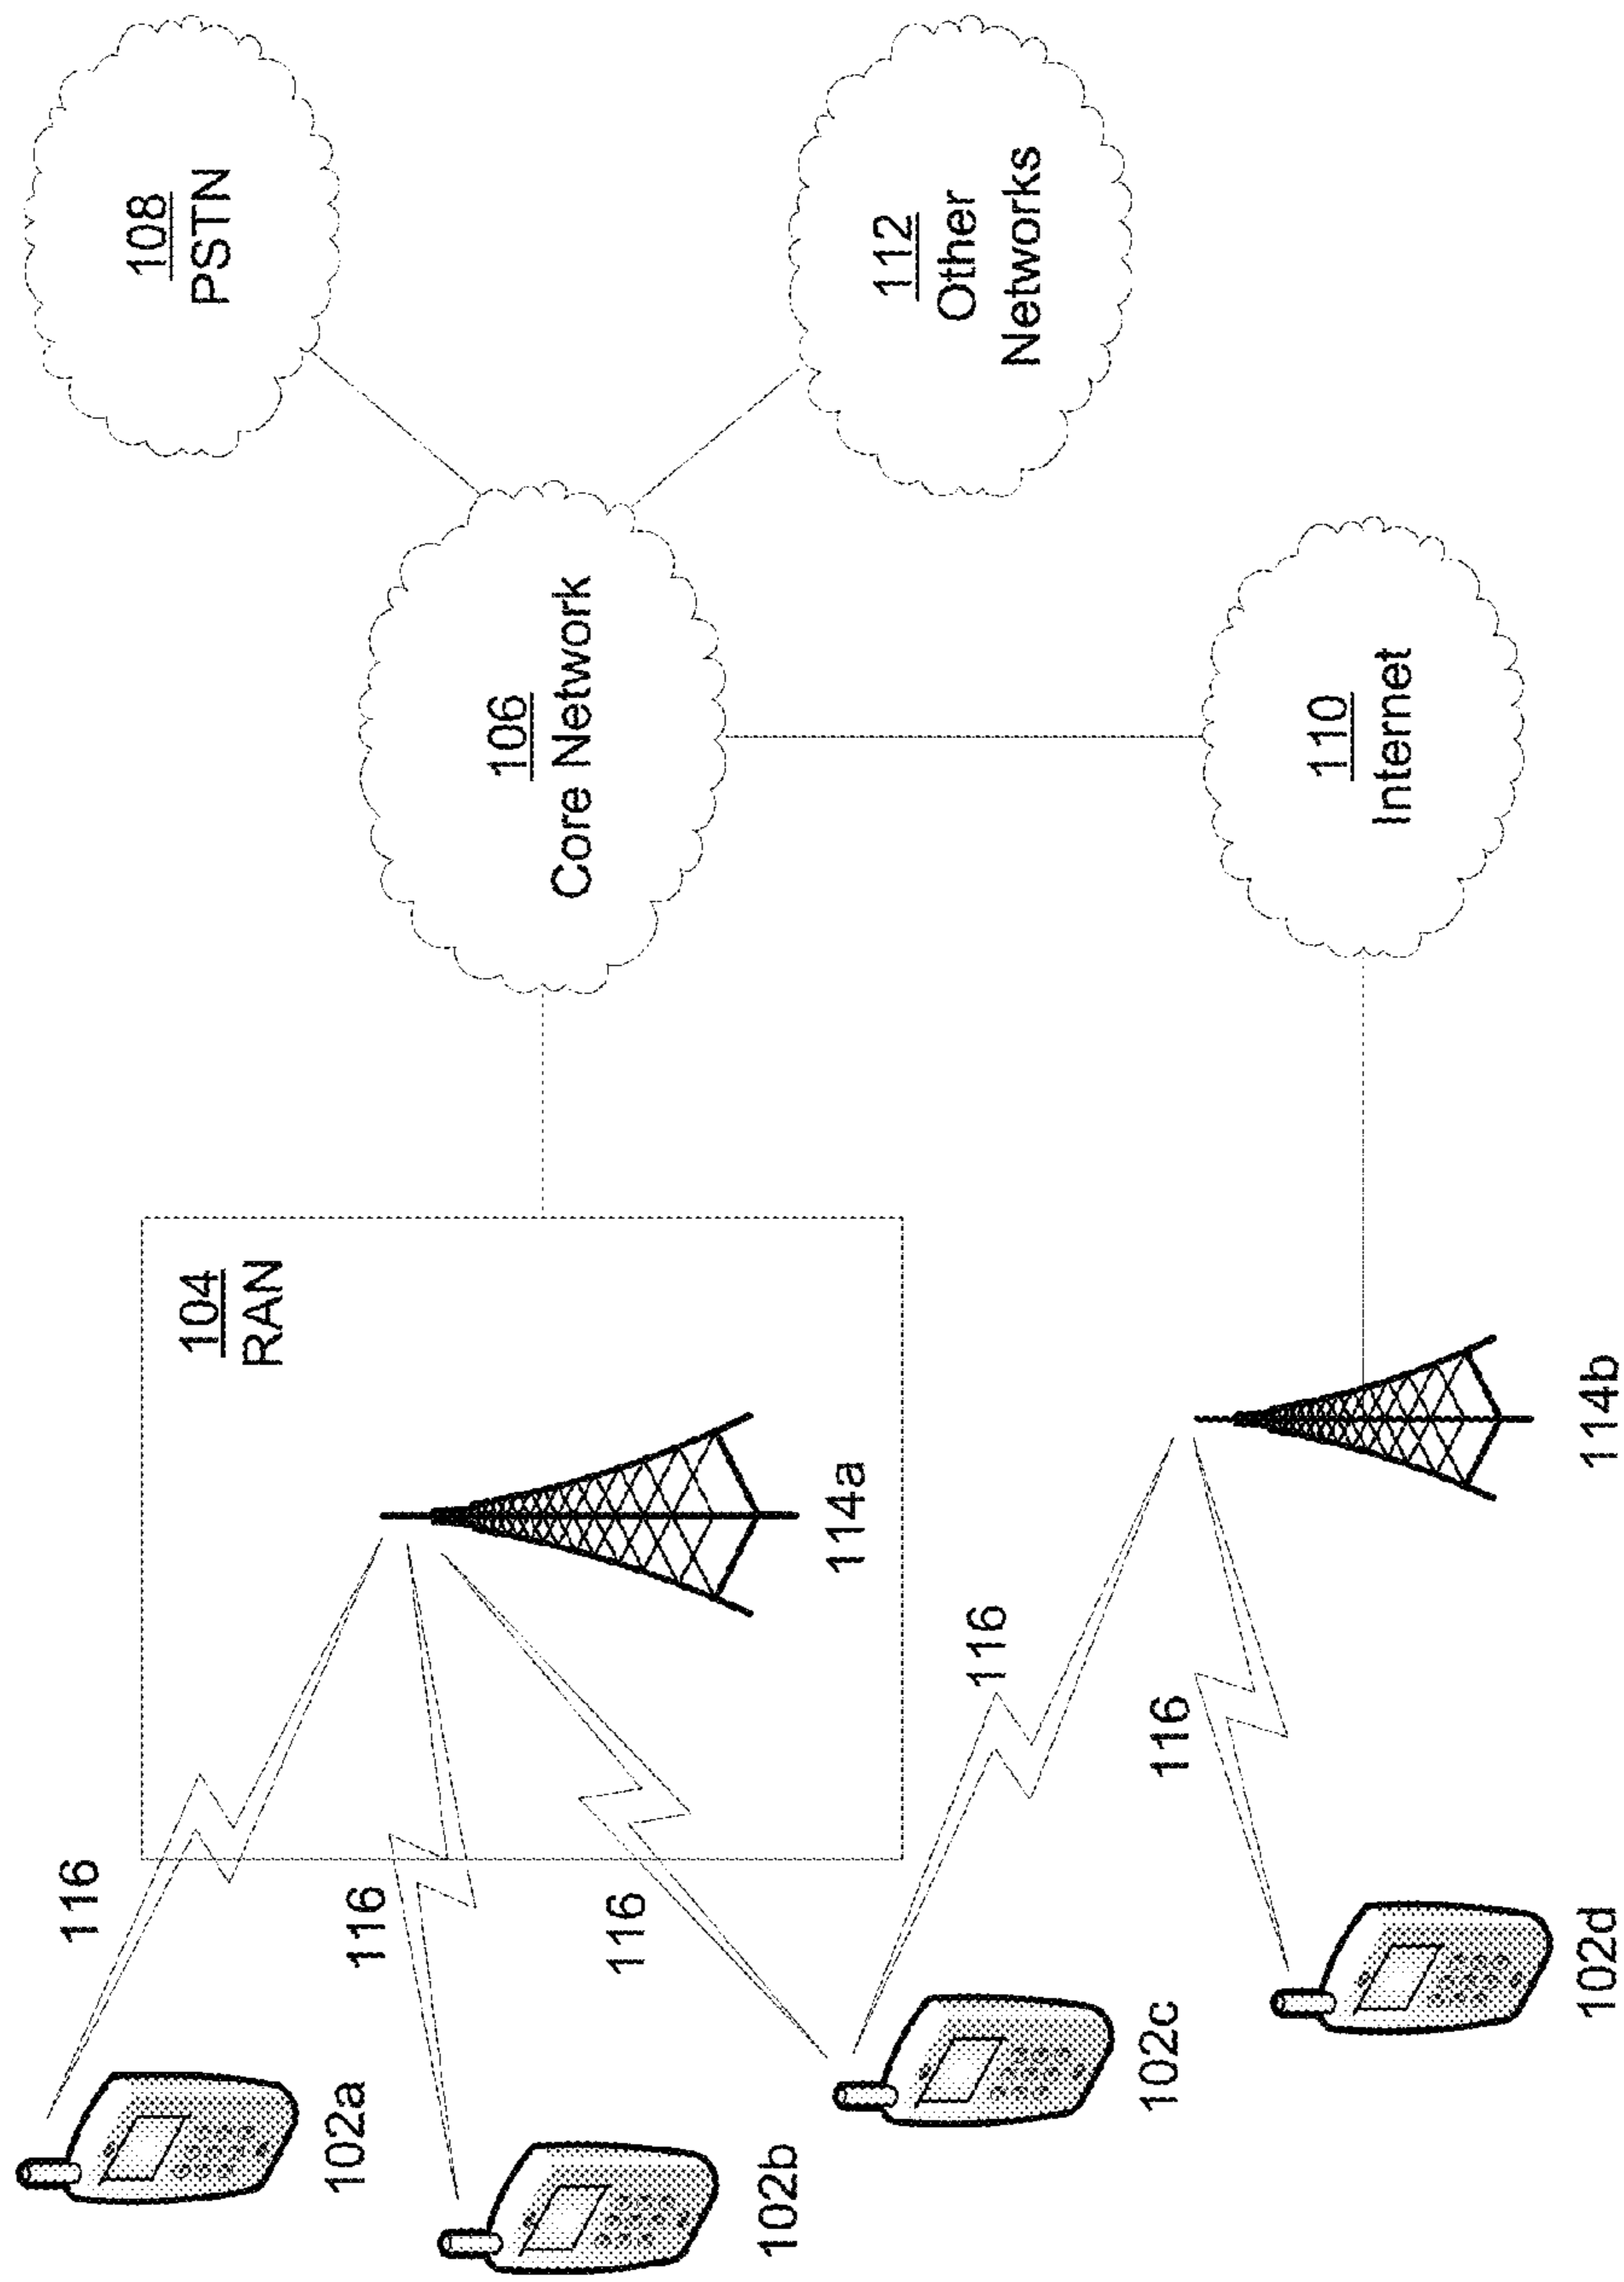 108
PSTN
106
Core Network
112
Other
Networks
104
RAN
110
Internet
114a
114b
116
116
116
116
116
102a
102b
102c
102d